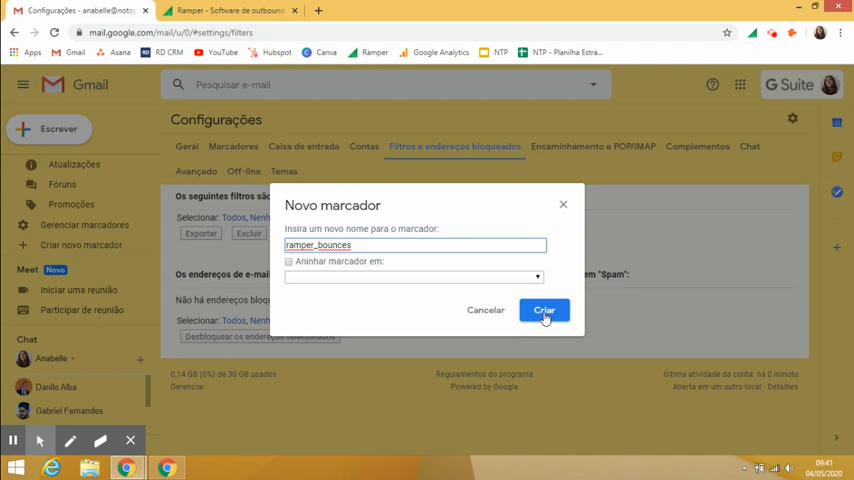 Configurações - anabelle@notop
Ramper - Software de outbound
mail.google.com/mail/u/0/#settings/filters
Apps Gmail Asana RD CRM YouTube Hubspot Canva Ramper Google Analytics NTP NTP - Planilha Estra...
Gmail
Pesquisar e-mail
G Suite
Escrever
Configurações
Geral Marcadores Caixa de entrada Contas Filtros e endereços bloqueados Encaminhamento e POP/IMAP Complementos Chat
Avançado Off-line Temas
Atualizações
Fóruns
Promoções
Gerenciar marcadores
Criar novo marcador
Meet Novo
Iniciar uma reunião
Participar de reunião
Chat
Anabelle
Danilo Alba
Gabriel Fernandes
Os seguintes filtros são
Selecionar: Todos, Nenh
Exportar Excluir
Os endereços de e-mai
em "Spam":
Não há endereços bloq
Selecionar: Todos, Nenh
Desbloquear os endereços selecionados
Novo marcador
Insira um novo nome para o marcador:
ramper_bounces
Aninhar marcador em:
Cancelar Criar
0,14 GB (0%) de 30 GB usados
Gerenciar
Regulamentos do programa
Powered by Google
Última atividade da conta: há 0 minuto
Aberta em um outro local - Detalhes
09:41
04/05/2020